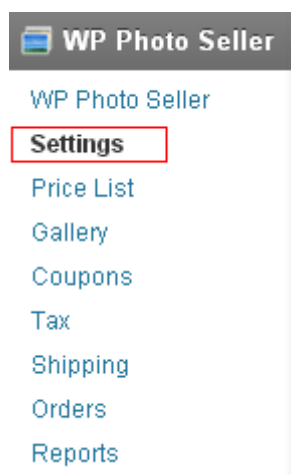 WP Photo Seller
WP Photo Seller
Settings
Price List
Gallery
Coupons
Tax
Shipping
Orders
Reports